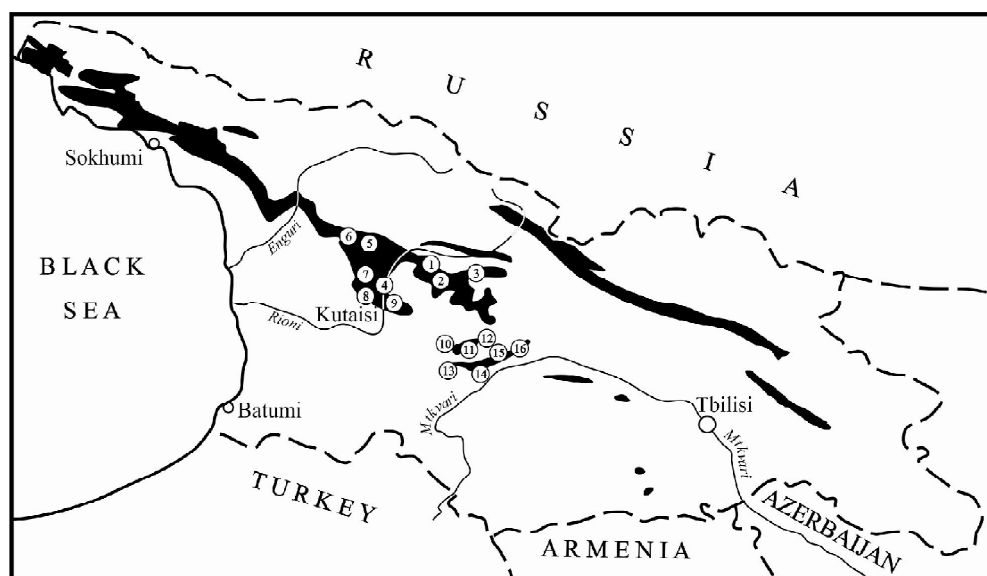 RUSSIA
Sokhumi
Enguri
BLACK
SEA
6
5
1
2
3
7
4
8
9
Kutaisi
Rioni
10
11
12
15
16
13
14
Batumi
Mtkvari
Tbilisi
Mtkvari
TURKEY
ARMENIA
AZERBAIJAN